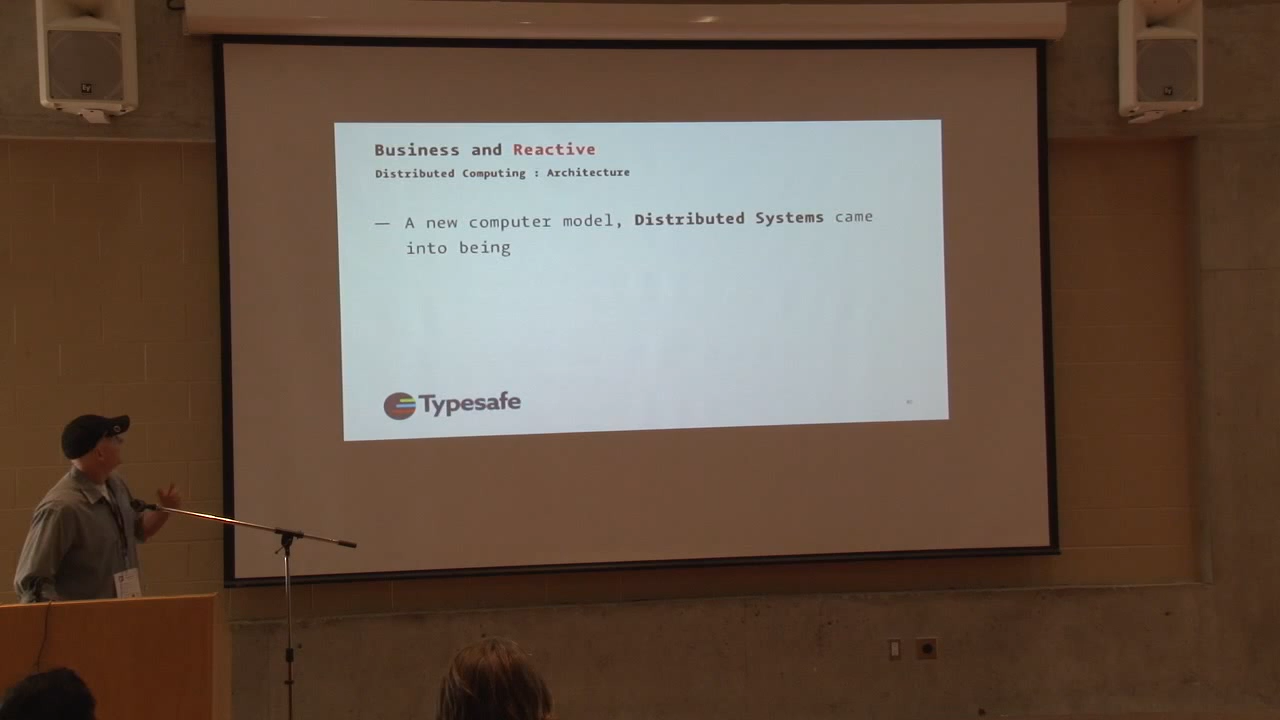 Business and Reactive
Distributed Computing : Architecture
— A new computer model, Distributed Systems came
into being
Typesafe